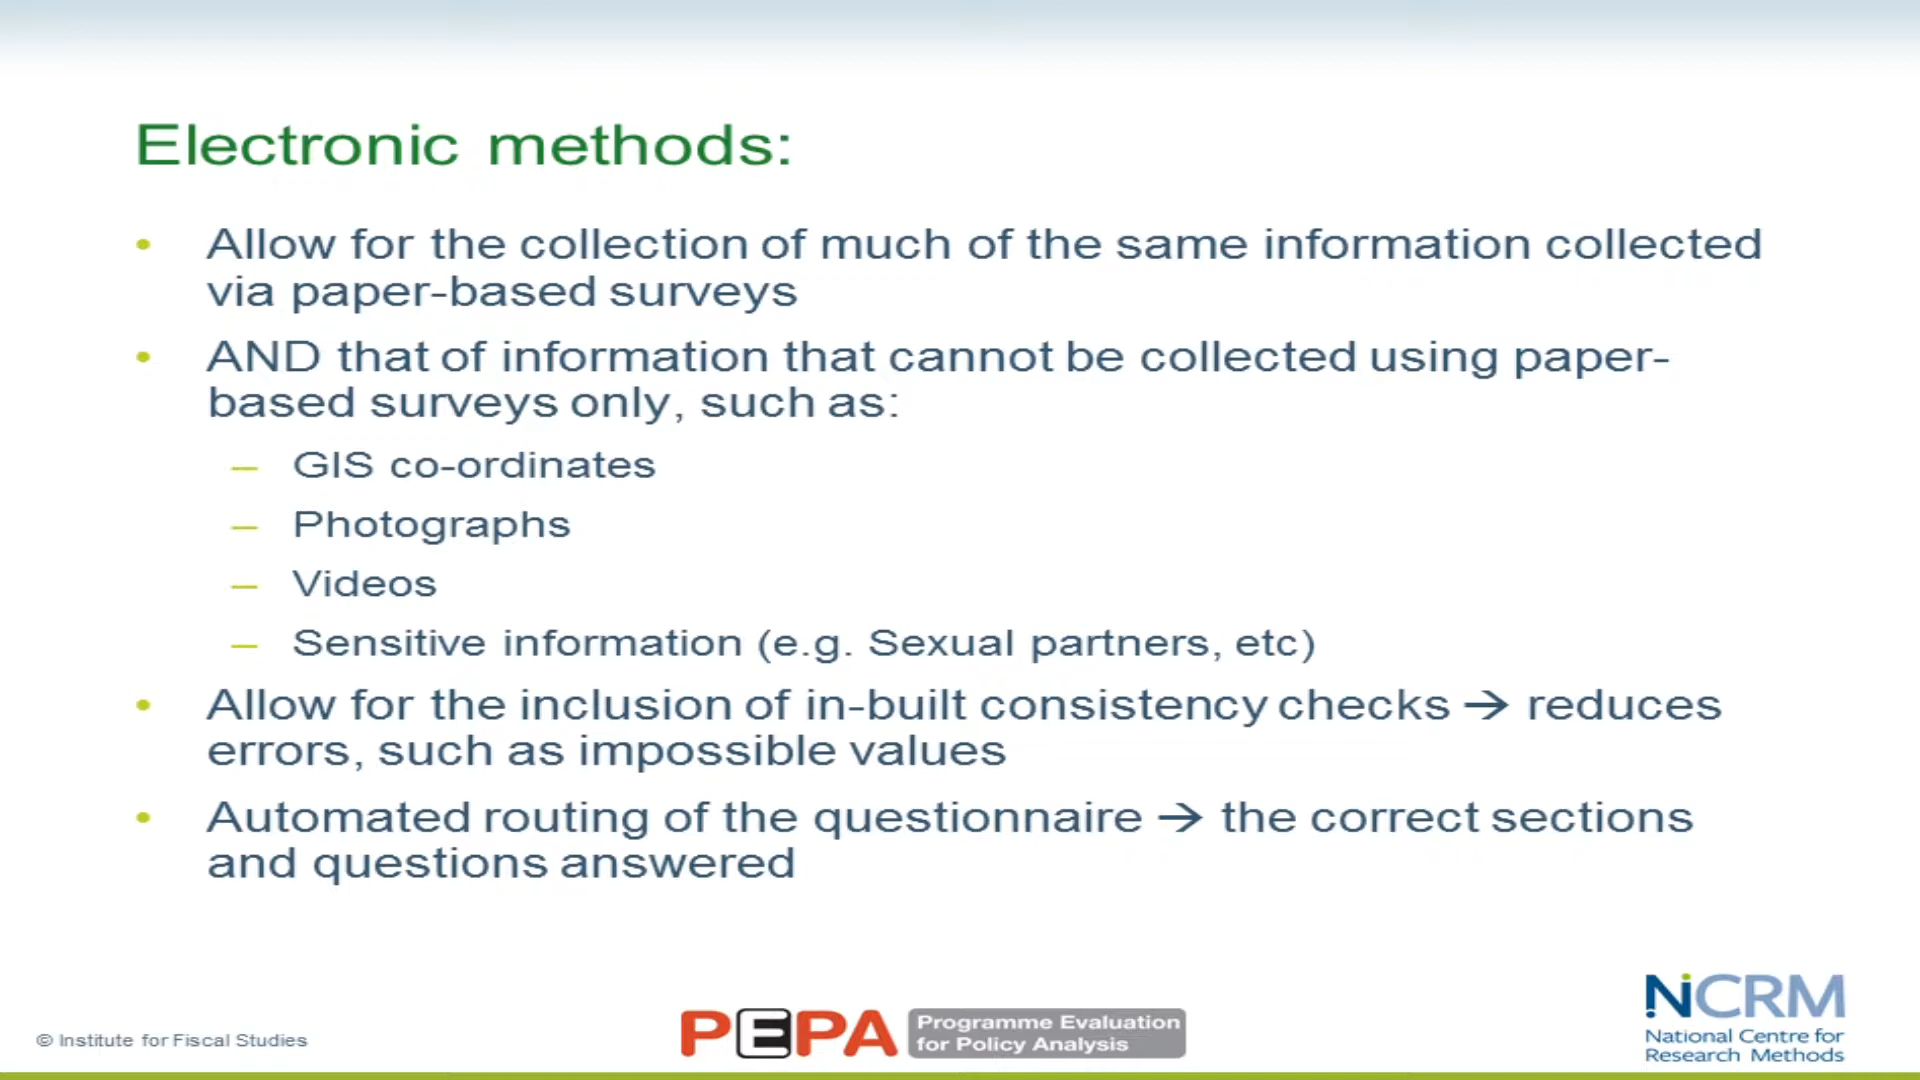 Electronic methods:
• Allow for the collection of much of the same information collected
via paper-based surveys
• AND that of information that cannot be collected using paper-
based surveys only, such as:
– GIS co-ordinates
– Photographs
– Videos
– Sensitive information (e.g. Sexual partners, etc)
• Allow for the inclusion of in-built consistency checks → reduces
errors, such as impossible values
• Automated routing of the questionnaire → the correct sections
and questions answered
© Institute for Fiscal Studies
PEPA
Programme Evaluation
for Policy Analysis
NCRM
National Centre for
Research Methods